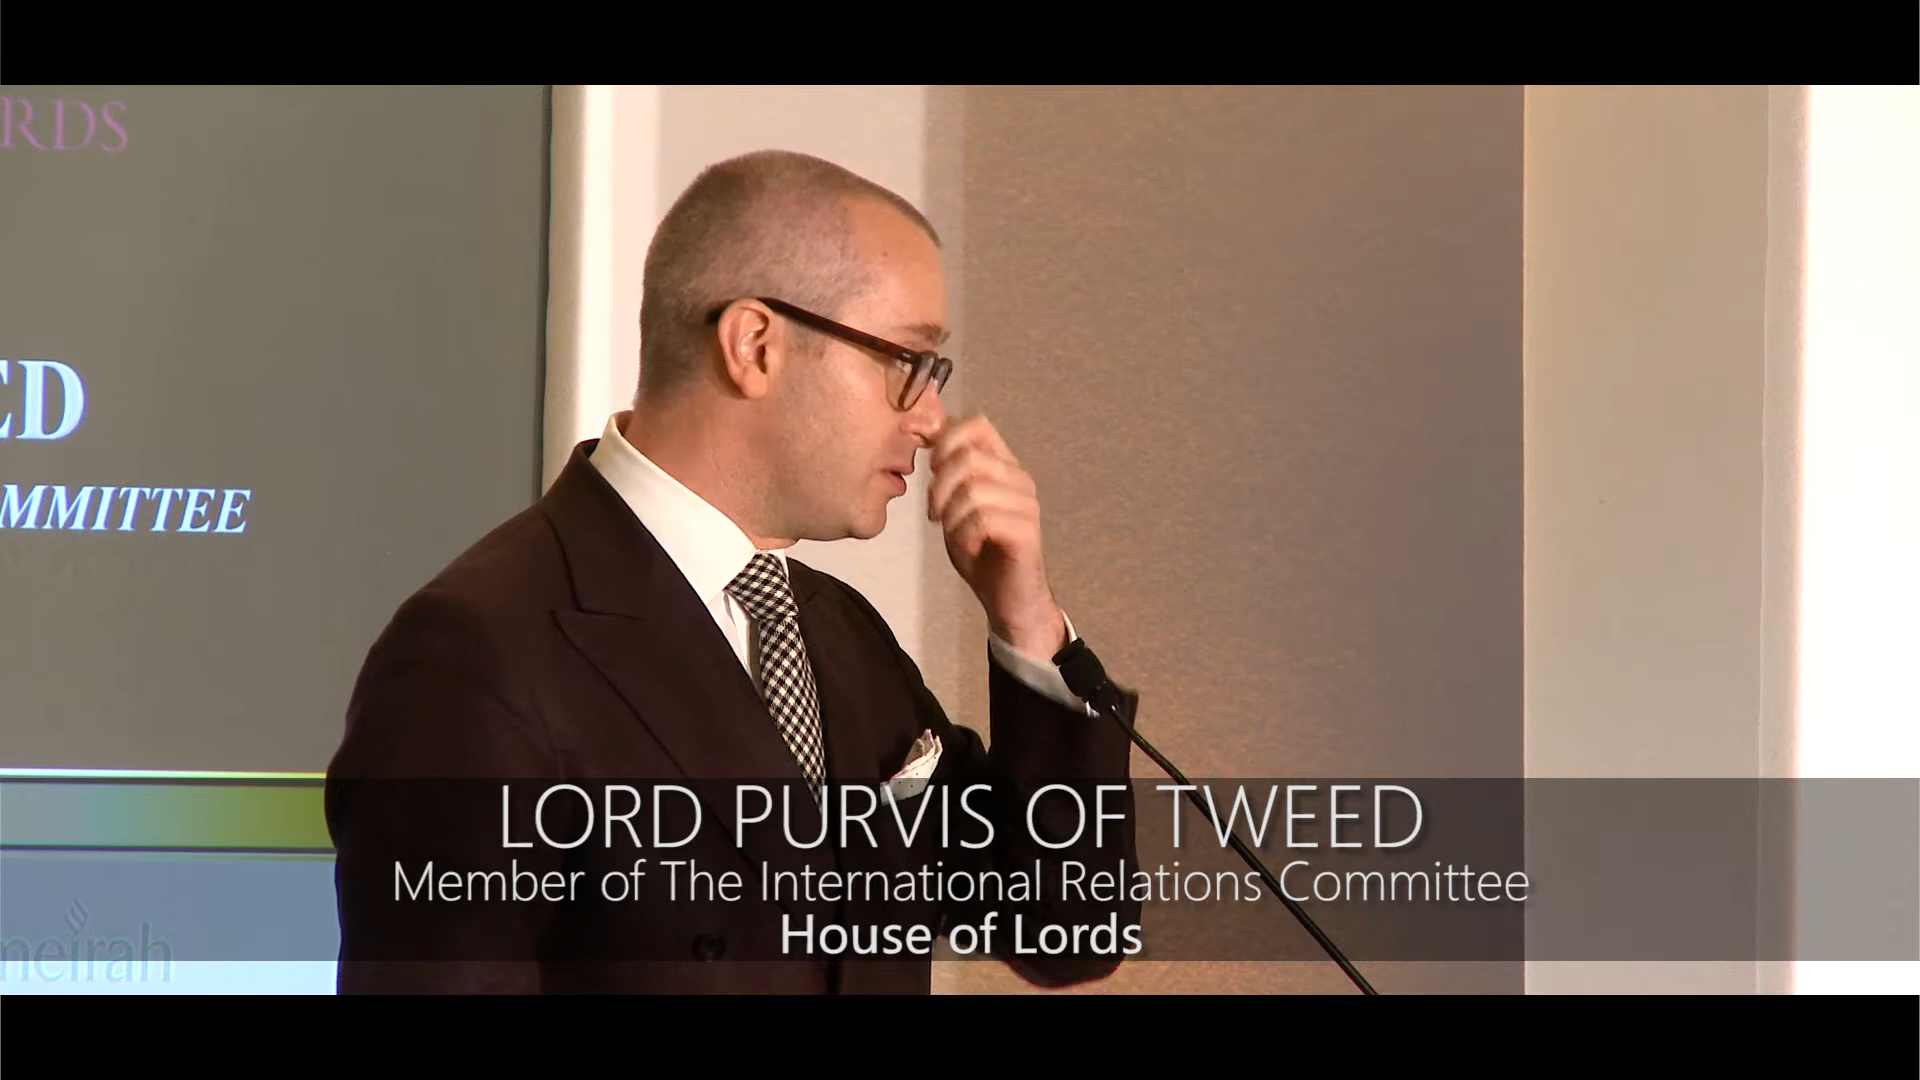 RDS
ED
MMITTEE
LORD PURVIS OF TWEED
Member of The International Relations Committee
House of Lords
meirah